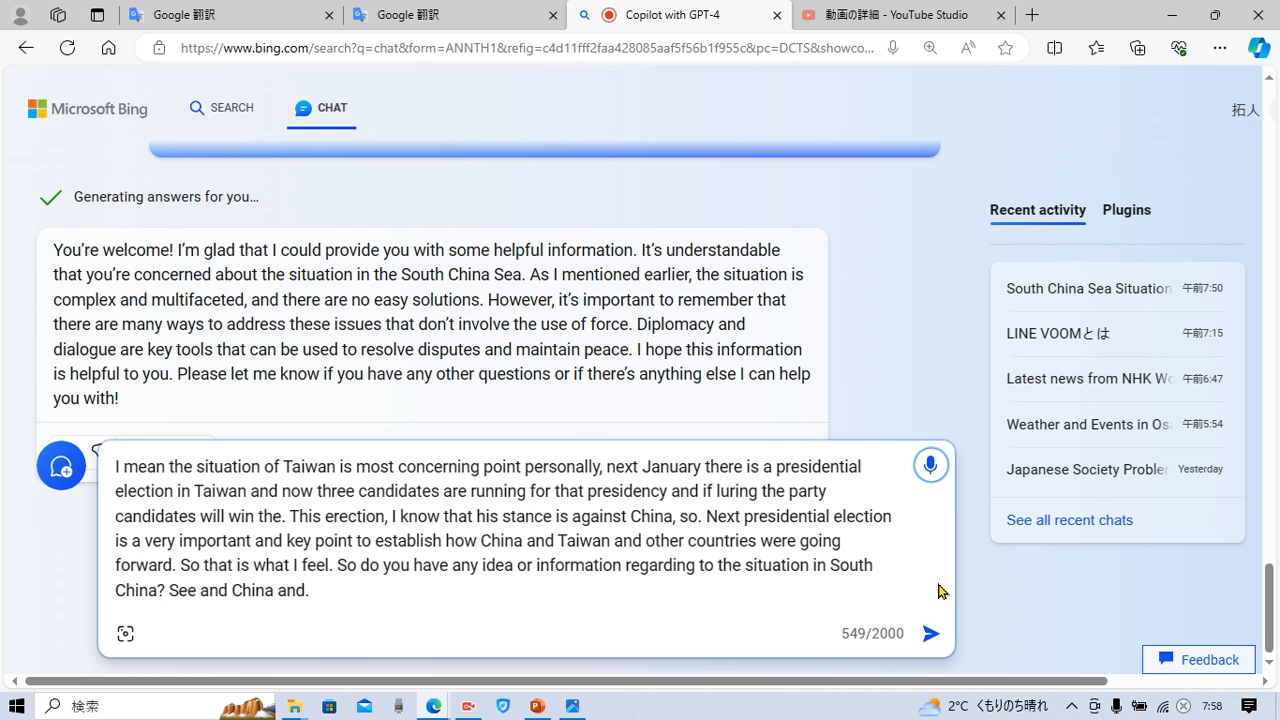 Google 翻訳
Google 翻訳
Copilot with GPT-4
動画の詳細 - YouTube Studio
https://www.bing.com/search?q=chat&form=ANNTH1&refig=c4d11fff2faa428085aaf5f56b1f955c&pc=DCTS&showco...
Microsoft Bing
SEARCH
CHAT
拓人
Generating answers for you…
You're welcome! I'm glad that I could provide you with some helpful information. It's understandable
that you're concerned about the situation in the South China Sea. As I mentioned earlier, the situation is
complex and multifaceted, and there are no easy solutions. However, it's important to remember that
there are many ways to address these issues that don't involve the use of force. Diplomacy and
dialogue are key tools that can be used to resolve disputes and maintain peace. I hope this information
is helpful to you. Please let me know if you have any other questions or if there's anything else I can help
you with!
I mean the situation of Taiwan is most concerning point personally, next January there is a presidential
election in Taiwan and now three candidates are running for that presidency and if luring the party
candidates will win the. This erection, I know that his stance is against China, so. Next presidential election
is a very important and key point to establish how China and Taiwan and other countries were going
forward. So that is what I feel. So do you have any idea or information regarding to the situation in South
China? See and China and.
549/2000
Recent activity
Plugins
South China Sea Situation 午前7:50
LINE VOOMとは 午前7:15
Latest news from NHK Wo 午前6:47
Weather and Events in Osa 午前5:54
Japanese Society Probler Yesterday
See all recent chats
Feedback
検索
2°C くもりのち晴れ
7:58